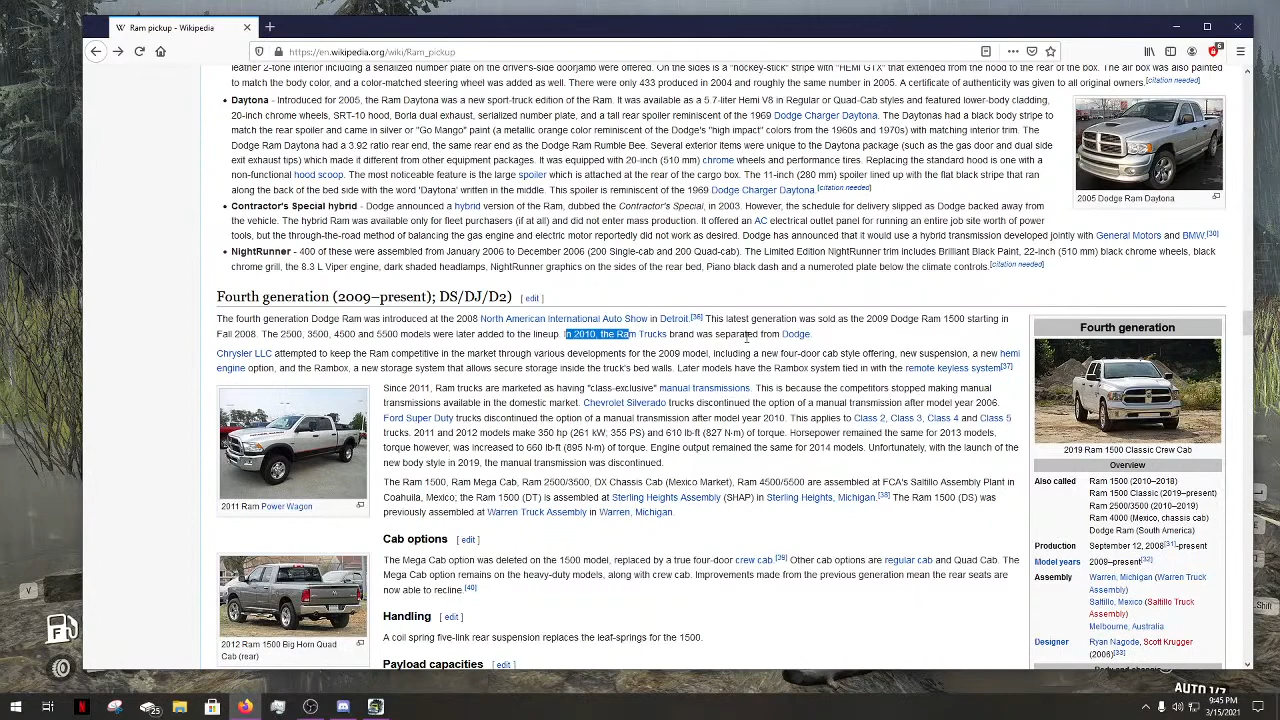 Ram pickup - Wikipedia
https://en.wikipedia.org/wiki/Ram_pickup
leather 2-tone interior including a serialized number plate on the driver's side doorjamb were offered. On the sides is a "hockey-stick" stripe with "HEMI GTX" that extended from the hood to the rear of the box. The air box was also painted
to match the body color, and a color-matched steering wheel was added as well. There were only 433 produced in 2004 and roughly the same number in 2005. A certificate of authenticity was given to all original owners.[citation needed]
• Daytona - Introduced for 2005, the Ram Daytona was a new sport-truck edition of the Ram. It was available as a 5.7-liter Hemi V8 in Regular or Quad-Cab styles and featured lower-body cladding,
20-inch chrome wheels, SRT-10 hood, Borla dual exhaust, serialized number plate, and a tall rear spoiler reminiscent of the 1969 Dodge Charger Daytona. The Daytonas had a black body stripe to
match the rear spoiler and came in silver or "Go Mango" paint (a metallic orange color reminiscent of the Dodge's "high impact" colors from the 1960s and 1970s) with matching interior trim. The
Dodge Ram Daytona had a 3.92 ratio rear end, the same rear end as the Dodge Ram Rumble Bee. Several exterior items were unique to the Daytona package (such as the gas door and dual side
exit exhaust tips) which made it different from other equipment packages. It was equipped with 20-inch (510 mm) chrome wheels and performance tires. Replacing the standard hood is one with a
non-functional hood scoop. The most noticeable feature is the large spoiler which is attached at the rear of the cargo box. The 11-inch (280 mm) spoiler lined up with the flat black stripe that ran
along the back of the bed side with the word 'Daytona' written in the middle. This spoiler is reminiscent of the 1969 Dodge Charger Daytona.[citation needed]
2005 Dodge Ram Daytona
• Contractor's Special hybrid - Dodge announced a hybrid version of the Ram, dubbed the Contractor's Special, in 2003. However, the schedule for delivery slipped as Dodge backed away from
the vehicle. The hybrid Ram was available only for fleet purchasers (if at all) and did not enter mass production. It offered an AC electrical outlet panel for running an entire job site worth of power
tools, but the through-the-road method of balancing the gas engine and electric motor reportedly did not work as desired. Dodge has announced that it would use a hybrid transmission developed jointly with General Motors and BMW.[30]
• NightRunner - 400 of these were assembled from January 2006 to December 2006 (200 Single-cab and 200 Quad-cab). The Limited Edition NightRunner trim includes Brilliant Black Paint, 22-inch (510 mm) black chrome wheels, black
chrome grill, the 8.3 L Viper engine, dark shaded headlamps, NightRunner graphics on the sides of the rear bed, Piano black dash and a numeroted plate below the climate controls.[citation needed]
Fourth generation (2009–present); DS/DJ/D2) [ edit ]
The fourth generation Dodge Ram was introduced at the 2008 North American International Auto Show in Detroit.[36] This latest generation was sold as the 2009 Dodge Ram 1500 starting in
Fall 2008. The 2500, 3500, 4500 and 5500 models were later added to the lineup. In 2010, the Ram Trucks brand was separated from Dodge.
Chrysler LLC attempted to keep the Ram competitive in the market through various developments for the 2009 model, including a new four-door cab style offering, new suspension, a new hemi
engine option, and the Rambox, a new storage system that allows secure storage inside the truck's bed walls. Later models have the Rambox system tied in with the remote keyless system[37]
Since 2011, Ram trucks are marketed as having "class-exclusive" manual transmissions. This is because the competitors stopped making manual
transmissions available in the domestic market. Chevrolet Silverado trucks discontinued the option of a manual transmission after model year 2006.
Ford Super Duty trucks discontinued the option of a manual transmission after model year 2010. This applies to Class 2, Class 3, Class 4 and Class 5
trucks. 2011 and 2012 models make 350 hp (261 kW; 355 PS) and 610 lb-ft (827 N·m) of torque. Horsepower remained the same for 2013 models,
torque however, was increased to 660 lb-ft (895 N·m) of torque. Engine output remained the same for 2014 models. Unfortunately, with the launch of
new body style in 2019, the manual transmission was discontinued.
2011 Ram Power Wagon
The Ram 1500, Ram Mega Cab, Ram 2500/3500, DX Chassis Cab (Mexico Market), Ram 4500/5500 are assembled at FCA's Saltillo Assembly Plant in
Coahuila, Mexico; the Ram 1500 (DT) is assembled at Sterling Heights Assembly (SHAP) in Sterling Heights, Michigan.[38] The Ram 1500 (DS) was
previously assembled at Warren Truck Assembly in Warren, Michigan.
Cab options [ edit ]
The Mega Cab option was deleted on the 1500 model, replaced by a true four-door crew cab.[39] Other cab options are regular cab and Quad Cab. The
Mega Cab option remains on the heavy-duty models, along with crew cab. Improvements made from the previous generation mean the rear seats are
now able to recline.[40]
Handling [ edit ]
A coil spring five-link rear suspension replaces the leaf-springs for the 1500.
2012 Ram 1500 Big Horn Quad
Cab (rear)
Payload capacities [ edit ]
Fourth generation
2019 Ram 1500 Classic Crew Cab
Overview
Also called Ram 1500 (2010–2018)
Ram 1500 Classic (2019–present)
Ram 2500/3500 (2010–2019)
Ram 4000 (Mexico, chassis cab)
Dodge Ram (South America)
Production September 12, 2008[31]–present
Model years 2009–present[32]
Assembly Warren, Michigan (Warren Truck
Assembly)
Saltillo, Mexico (Saltillo Truck
Assembly)
Melbourne, Australia
Designer Ryan Nagode, Scott Krugger
(2006)[33]
V
F
Shift
AUTO 1/7
9:45 PM
3/15/2021